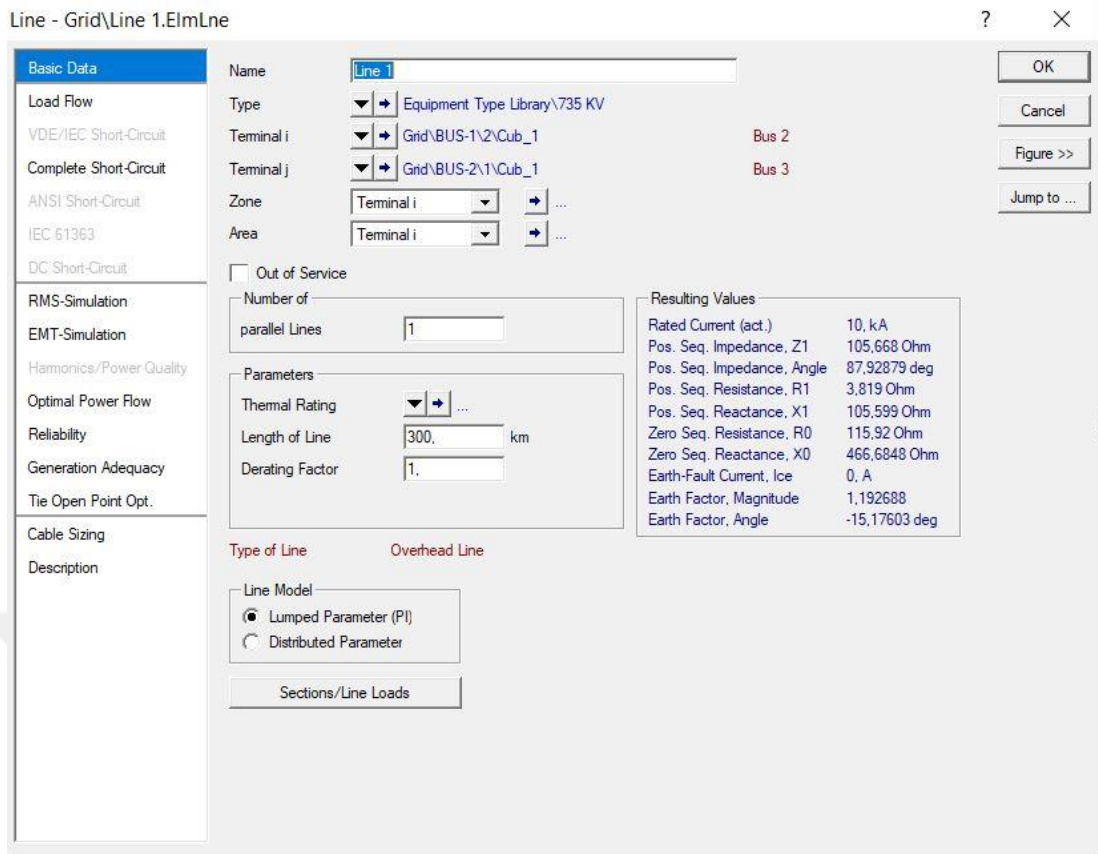 Line - Grid\Line 1.ElmLne ? ×
Basic Data
Load Flow
VDE/IEC Short-Circuit
Complete Short-Circuit
ANSI Short-Circuit
IEC 61363
DC Short-Circuit
RMS-Simulation
EMT-Simulation
Harmonics/Power Quality
Optimal Power Flow
Reliability
Generation Adequacy
Tie Open Point Opt.
Cable Sizing
Description
Name Line 1
Type Equipment Type Library\735 KV
Terminal i Grid\BUS-1\2\Cub_1 Bus 2
Terminal j Grid\BUS-2\1\Cub_1 Bus 3
Zone Terminal i ...
Area Terminal i ...
Out of Service
Number of
parallel Lines 1
Parameters
Thermal Rating ...
Length of Line 300, km
Derating Factor 1,
Resulting Values
Rated Current (act.) 10, kA
Pos. Seq. Impedance, Z1 105,668 Ohm
Pos. Seq. Impedance, Angle 87,92879 deg
Pos. Seq. Resistance, R1 3,819 Ohm
Pos. Seq. Reactance, X1 105,599 Ohm
Zero Seq. Resistance, R0 115,92 Ohm
Zero Seq. Reactance, X0 466,6848 Ohm
Earth-Fault Current, Ice 0, A
Earth Factor, Magnitude 1,192688
Earth Factor, Angle -15,17603 deg
Type of Line Overhead Line
Line Model
Lumped Parameter (PI)
Distributed Parameter
Sections/Line Loads
OK
Cancel
Figure >>
Jump to ...